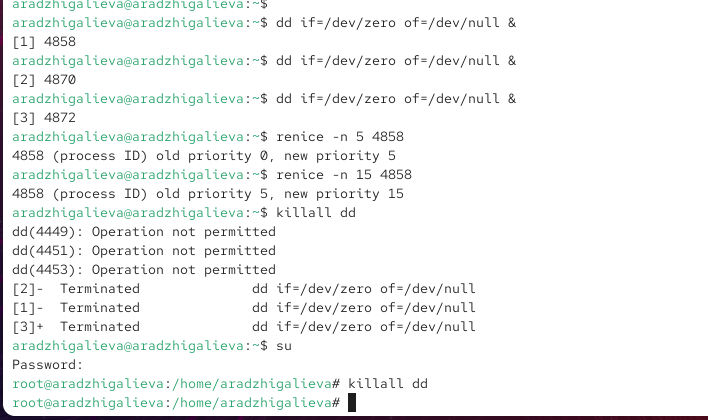 aradzhigalieva@aradzhigalieva:~$
aradzhigalieva@aradzhigalieva:~$ dd if=/dev/zero of=/dev/null &
[1] 4858
aradzhigalieva@aradzhigalieva:~$ dd if=/dev/zero of=/dev/null &
[2] 4870
aradzhigalieva@aradzhigalieva:~$ dd if=/dev/zero of=/dev/null &
[3] 4872
aradzhigalieva@aradzhigalieva:~$ renice -n 5 4858
4858 (process ID) old priority 0, new priority 5
aradzhigalieva@aradzhigalieva:~$ renice -n 15 4858
4858 (process ID) old priority 5, new priority 15
aradzhigalieva@aradzhigalieva:~$ killall dd
dd(4449): Operation not permitted
dd(4451): Operation not permitted
dd(4453): Operation not permitted
[2]-  Terminated              dd if=/dev/zero of=/dev/null
[1]-  Terminated              dd if=/dev/zero of=/dev/null
[3]+  Terminated              dd if=/dev/zero of=/dev/null
aradzhigalieva@aradzhigalieva:~$ su
Password:
root@aradzhigalieva:/home/aradzhigalieva# killall dd
root@aradzhigalieva:/home/aradzhigalieva#